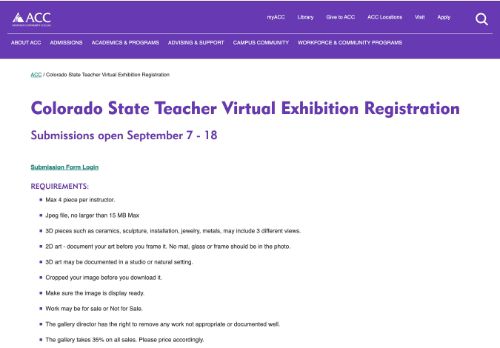 ACC
myACC Library Give to ACC ACC Locations Visit Apply
ABOUT ACC ADMISSIONS ACADEMICS & PROGRAMS ADVISING & SUPPORT CAMPUS COMMUNITY WORKFORCE & COMMUNITY PROGRAMS
ACC / Colorado State Teacher Virtual Exhibition Registration
Colorado State Teacher Virtual Exhibition Registration
Submissions open September 7 - 18
Submission Form Login
REQUIREMENTS:
Max 4 piece per instructor.
Jpeg file, no larger than 15 MB Max
3D pieces such as ceramics, sculpture, installation, jewelry, metals, may include 3 different views.
2D art - document your art before you frame it. No mat, glass or frame should be in the photo.
3D art may be documented in a studio or natural setting.
Cropped your image before you download it.
Make sure the image is display ready.
Work may be for sale or Not for Sale.
The gallery director has the right to remove any work not appropriate or documented well.
The gallery takes 35% on all sales. Please price accordingly.